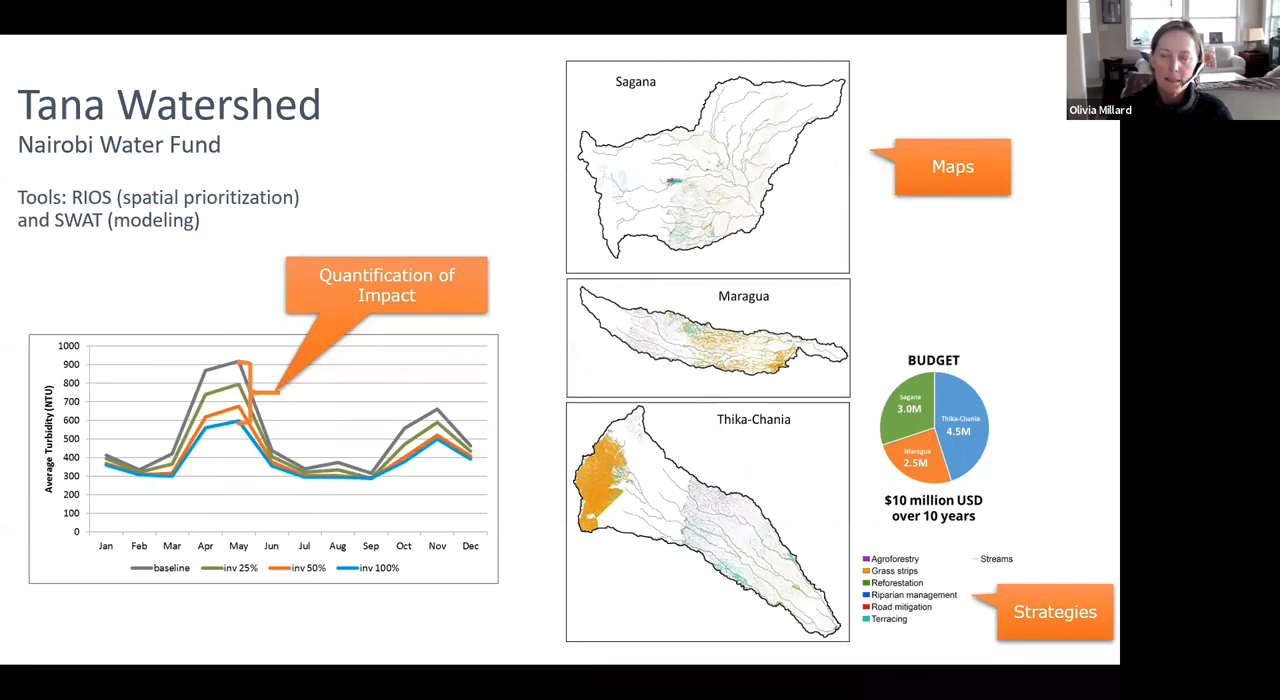 Tana Watershed
Nairobi Water Fund
Tools: RIOS (spatial prioritization)
and SWAT (modeling)
Quantification of
Impact
1000
900
800
700
600
500
400
300
200
100
0
Average Turbidity (NTU)
Jan Feb Mar Apr May Jun Jul Aug Sep Oct Nov Dec
baseline inv 25% inv 50% inv 100%
Sagana
Maragua
Thika-Chania
Maps
BUDGET
Sagana
3.0M
Thika-Chania
4.5M
Maragua
2.5M
$10 million USD
over 10 years
Agroforestry
Grass strips
Reforestation
Riparian management
Road mitigation
Terracing
Streams
Strategies
Olivia Millard